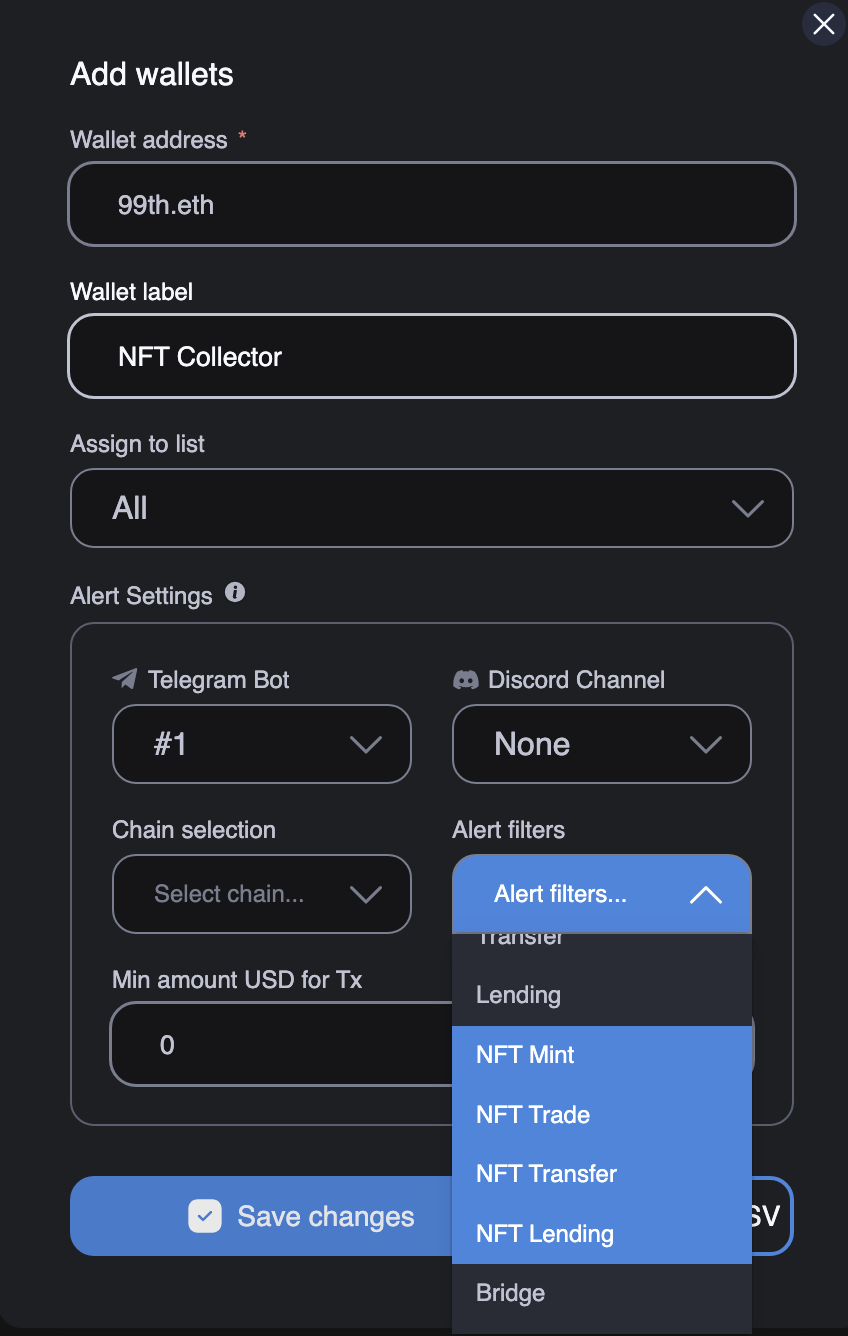 Add wallets
Wallet address *
99th.eth
Wallet label
NFT Collector
Assign to list
All
Alert Settings
Telegram Bot
Discord Channel
#1
None
Chain selection
Alert filters
Select chain...
Alert filters...
Transfer
Min amount USD for Tx
Lending
0
NFT Mint
NFT Trade
NFT Transfer
Save changes
SV
NFT Lending
Bridge